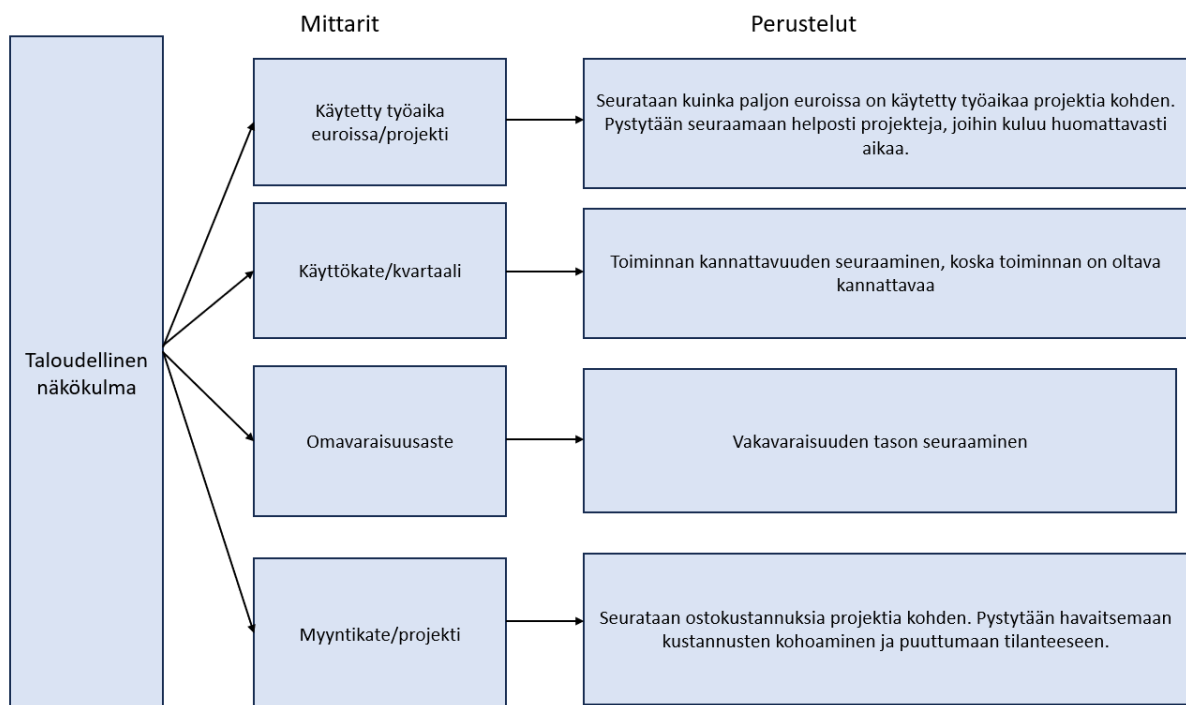 Mittarit
Perustelut
Taloudellinen
näkökulma
Käytetty työaika
euroissa/projekti
Seurataan kuinka paljon euroissa on käytetty työaikaa projektia kohden.
Pystytään seuraamaan helposti projekteja, joihin kuluu huomattavasti
aikaa.
Käyttökate/kvartaali
Toiminnan kannattavuuden seuraaminen, koska toiminnan on oltava
kannattavaa
Omavaraisuusaste
Vakavaraisuuden tason seuraaminen
Myyntikate/projekti
Seurataan ostokustannuksia projektia kohden. Pystytään havaitsemaan
kustannusten kohoaminen ja puuttumaan tilanteeseen.